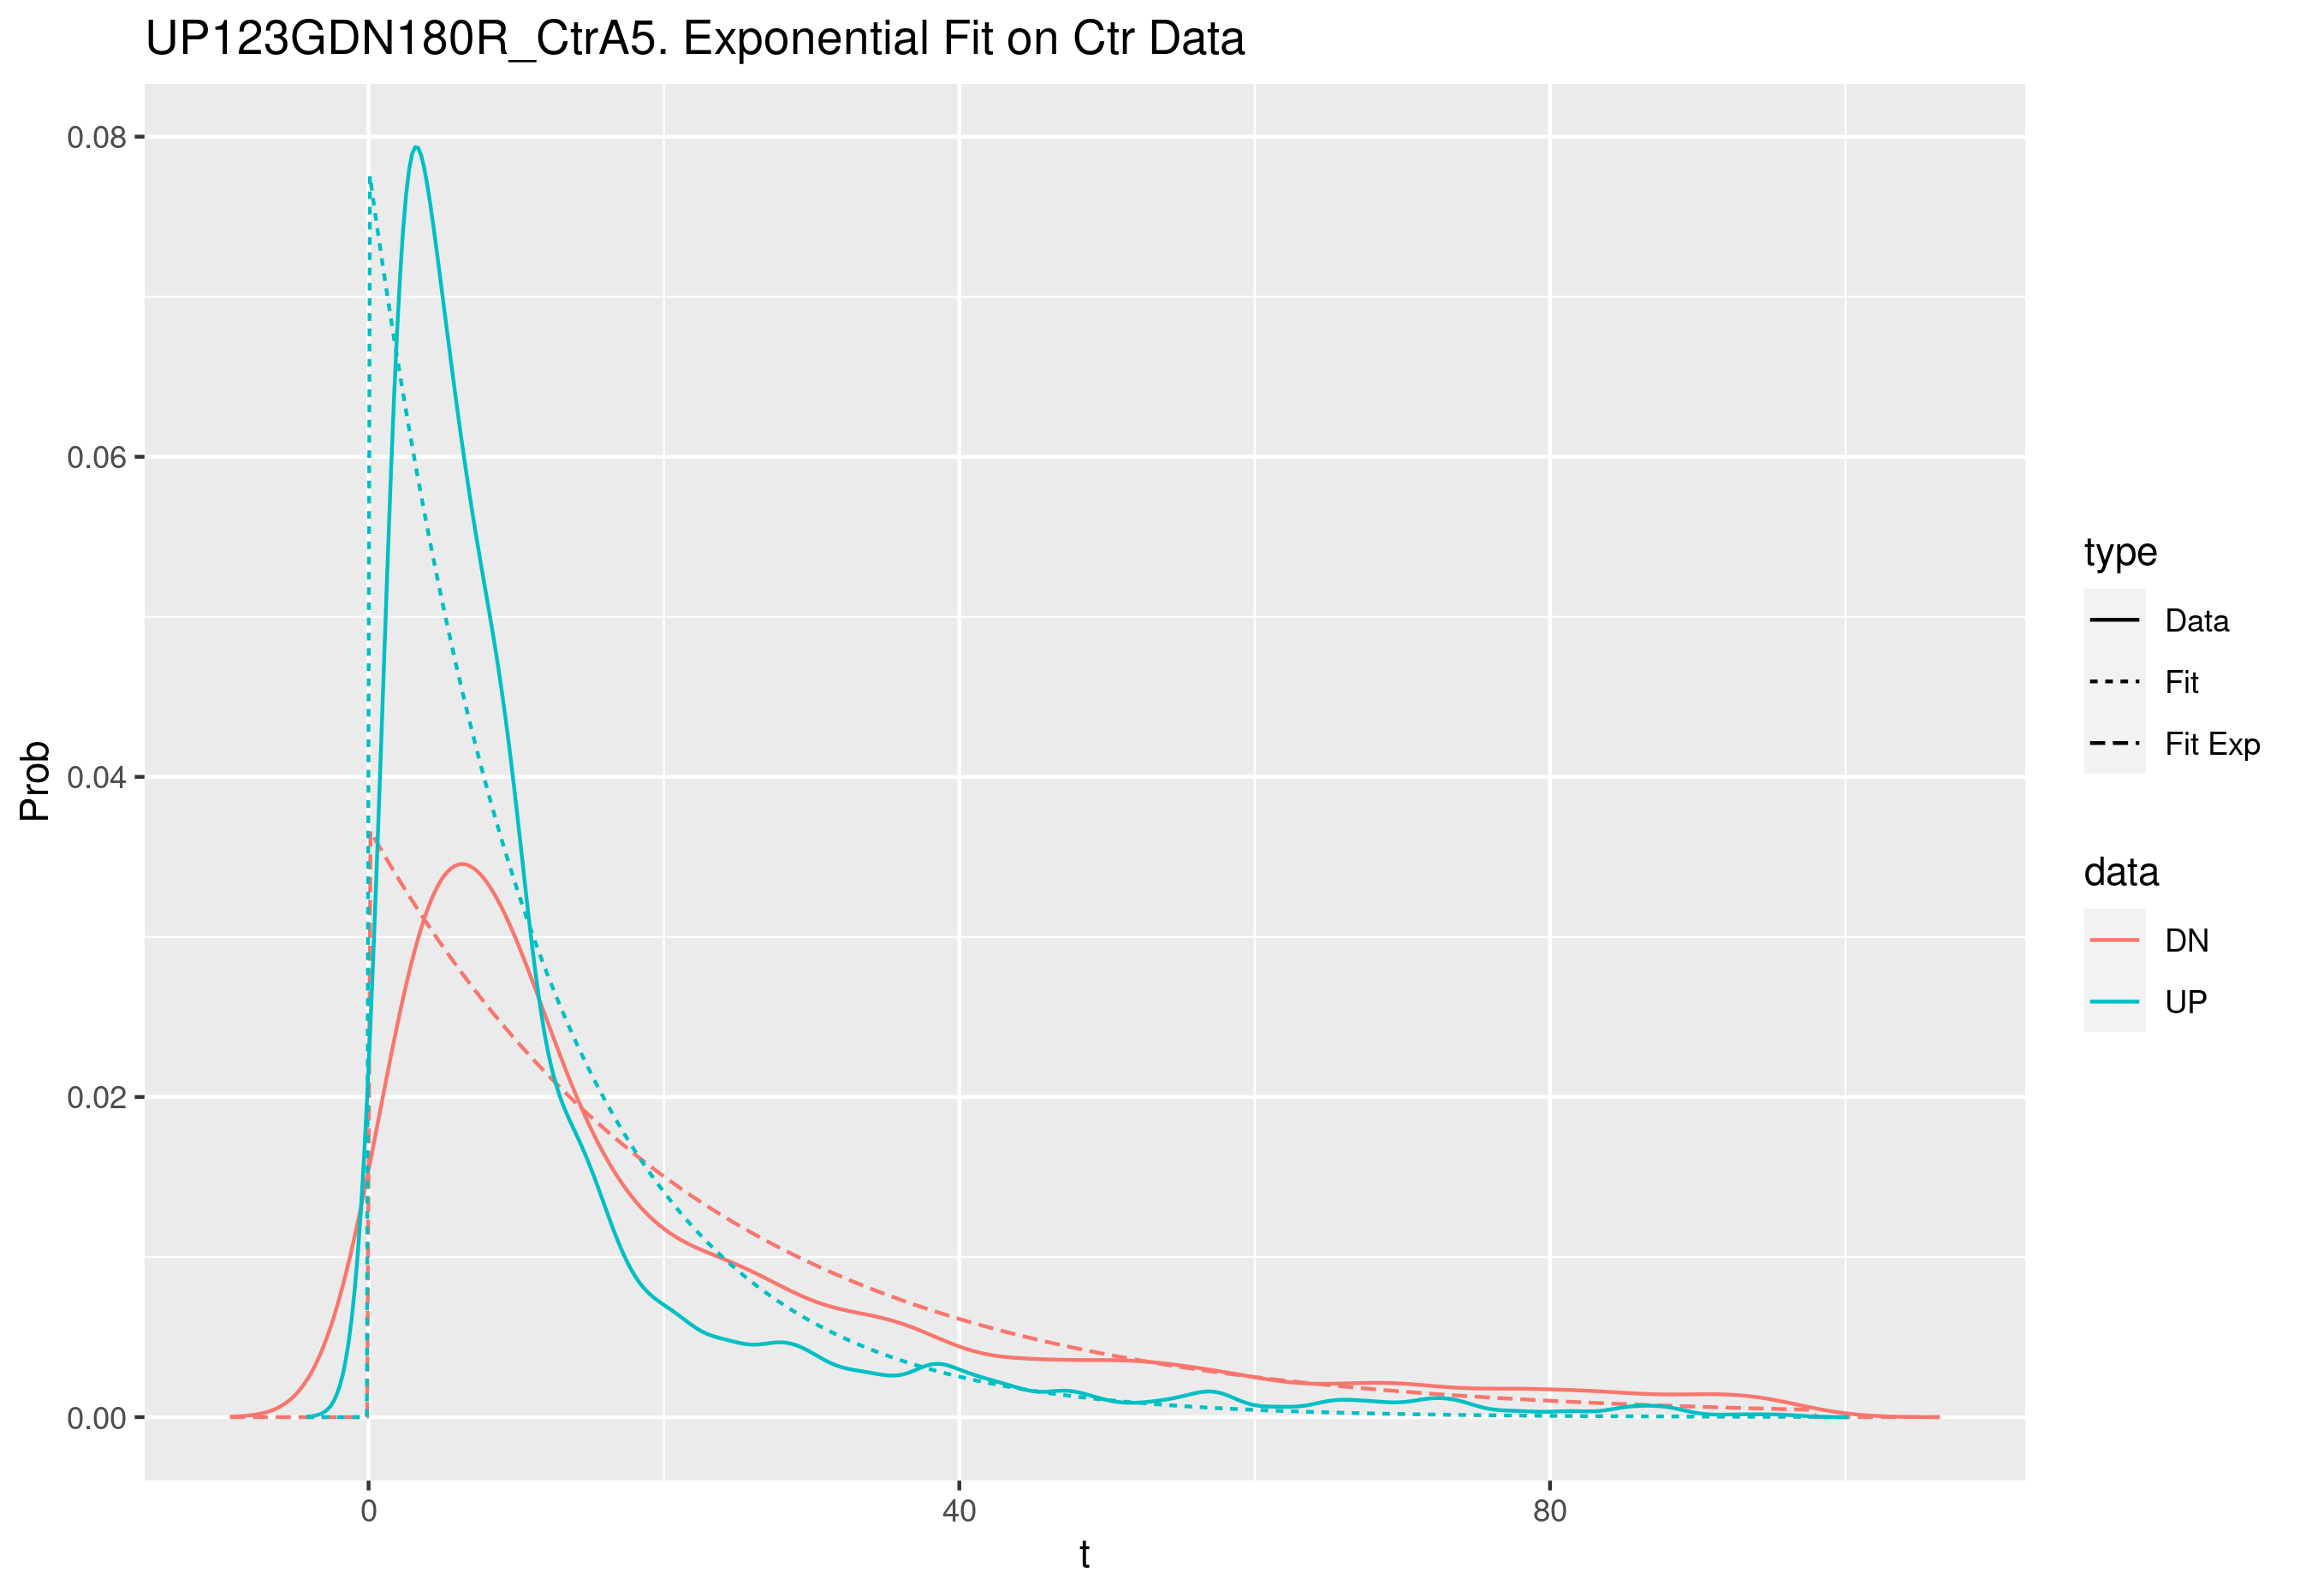 UP123GDN180R_CtrA5. Exponential Fit on Ctr Data
0.08
0.06
0.04
0.02
0.00
Prob
0
40
80
t
type
Data
Fit
Fit Exp
data
DN
UP